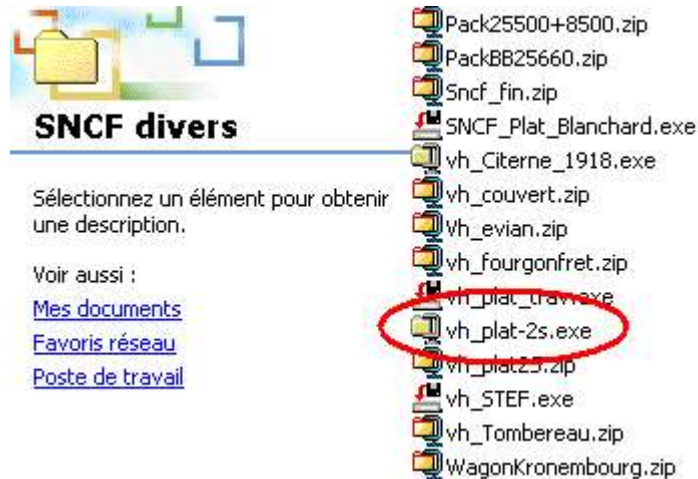 SNCF divers
Sélectionnez un élément pour obtenir
une description.
Voir aussi :
Mes documents
Favoris réseau
Poste de travail
Pack25500+8500.zip
PackBB25660.zip
Sncf_fin.zip
SNCF_Plat_Blanchard.exe
vh_Citerne_1918.exe
vh_couvert.zip
Vh_evian.zip
vh_fourgonfret.zip
vh_plat_trav.exe
vh_plat-2s.exe
vh_plat25.zip
vh_STEF.exe
vh_Tombereau.zip
WagonKronembourg.zip